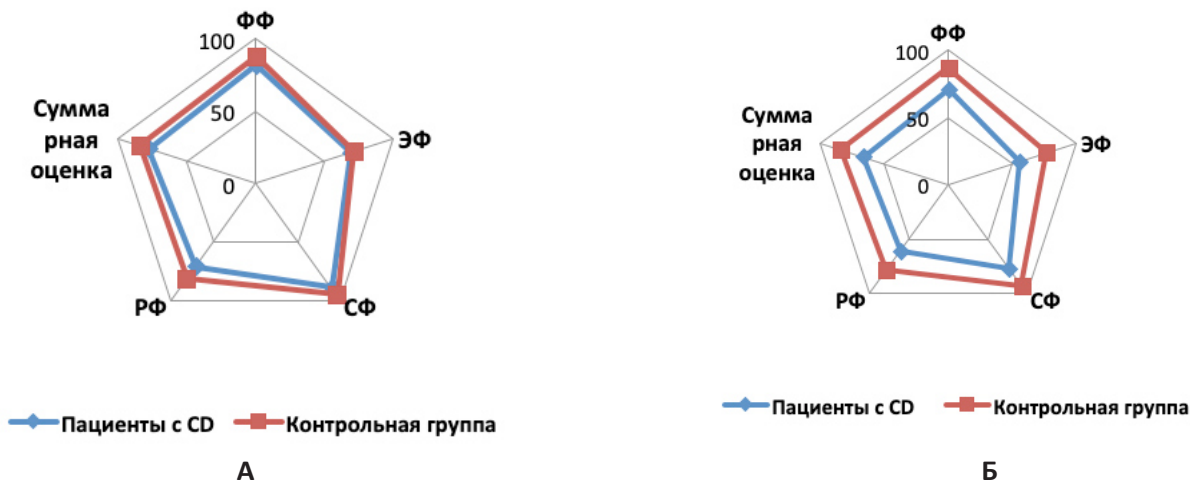 ФФ
100
50
0
Сумма
рная
оценка
ЭФ
РФ
СФ
Пациенты с CD
Контрольная группа
А
ФФ
100
50
0
Сумма
рная
оценка
ЭФ
РФ
СФ
Пациенты с CD
Контрольная группа
Б